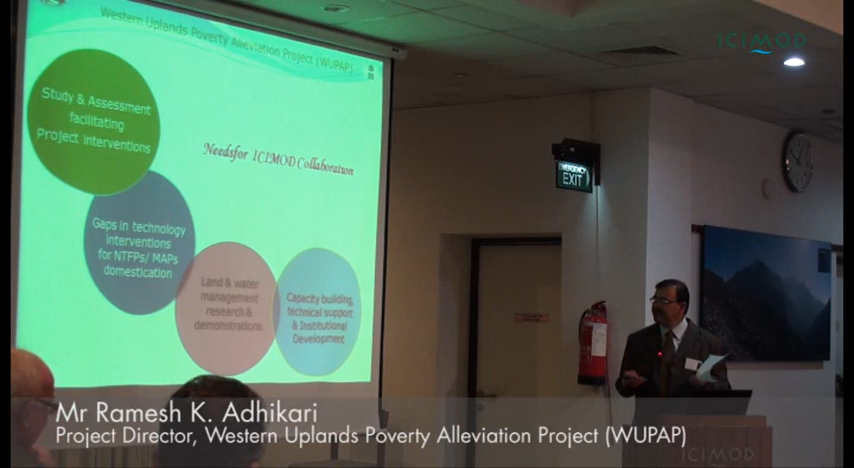 Western Uplands Poverty Alleviation Project (WUPAP)
ICIMOD
Study & Assessment
facilitating
Project interventions
Needsfor ICIMOD Collaboration
EMERGENCY
EXIT
Gaps in technology
interventions
for NTFPs/ MAPs
domestication
Land & water
management
research &
demonstrations
Capacity building,
technical support
& Institutional
Development
Mr Ramesh K. Adhikari
Project Director, Western Uplands Poverty Alleviation Project (WUPAP)
ICIMOD